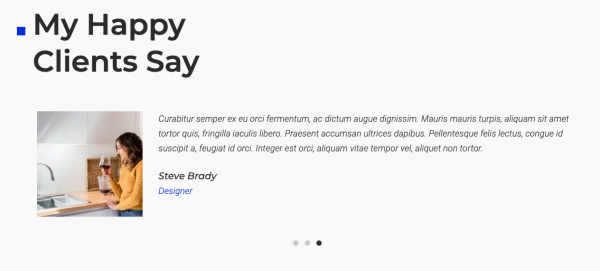 My Happy
Clients Say
Curabitur semper ex eu orci fermentum, ac dictum augue dignissim. Mauris mauris turpis, aliquam sit amet
tortor quis, fringilla iaculis libero. Praesent accumsan ultrices dapibus. Pellentesque felis lectus, congue id
suscipit a, feugiat id orci. Integer est orci, aliquam vitae tempor vel, aliquet non tortor.
Steve Brady
Designer